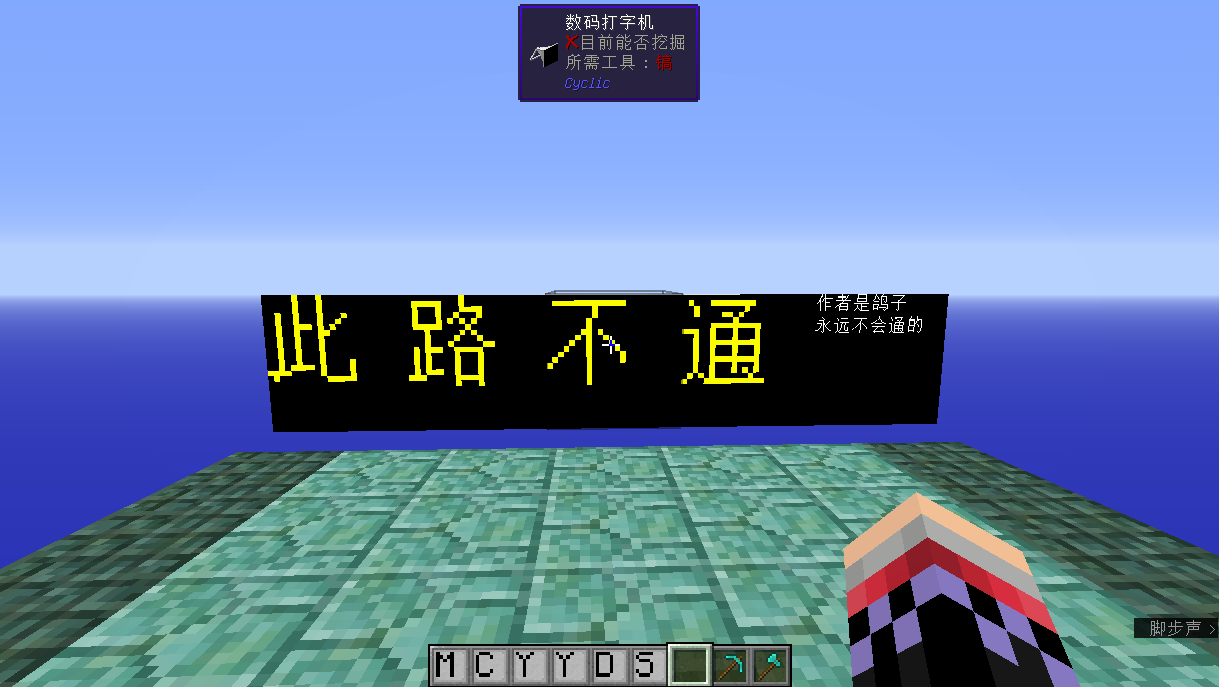 数码打字机
✕目前能否挖掘
所需工具：镐
Cyclic
此路不通
作者是鸽子
永远不会通的
脚步声 >
M C Y Y D S